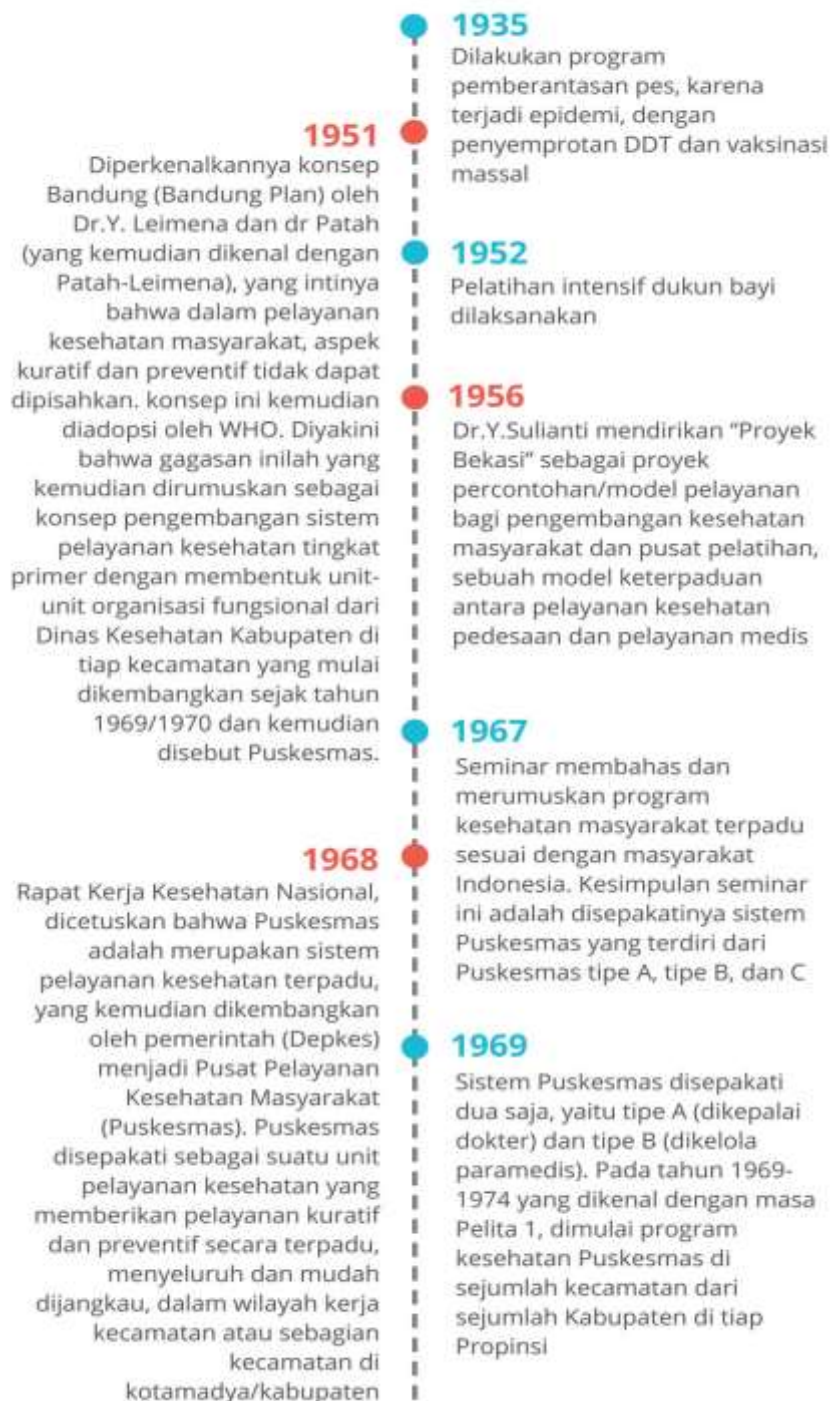 1935
Dilakukan program
pemberantasan pes, karena
terjadi epidemi, dengan
penyemprotan DDT dan vaksinasi
massal
1951
Diperkenalkannya konsep
Bandung (Bandung Plan) oleh
Dr.Y. Leimena dan dr Patah
(yang kemudian dikenal dengan
Patah-Leimena), yang intinya
bahwa dalam pelayanan
kesehatan masyarakat, aspek
kuratif dan preventif tidak dapat
dipisahkan. konsep ini kemudian
diadopsi oleh WHO. Diyakini
bahwa gagasan inilah yang
kemudian dirumuskan sebagai
konsep pengembangan sistem
pelayanan kesehatan tingkat
primer dengan membentuk unit-
unit organisasi fungsional dari
Dinas Kesehatan Kabupaten di
tiap kecamatan yang mulai
dikembangkan sejak tahun
1969/1970 dan kemudian
disebut Puskesmas.
1952
Pelatihan intensif dukun bayi
dilaksanakan
1956
Dr.Y.Sulianti mendirikan "Proyek
Bekasi" sebagai proyek
percontohan/model pelayanan
bagi pengembangan kesehatan
masyarakat dan pusat pelatihan,
sebuah model keterpaduan
antara pelayanan kesehatan
pedesaan dan pelayanan medis
1967
Seminar membahas dan
merumuskan program
kesehatan masyarakat terpadu
sesuai dengan masyarakat
Indonesia. Kesimpulan seminar
ini adalah disepakatinya sistem
Puskesmas yang terdiri dari
Puskesmas tipe A, tipe B, dan C
1968
Rapat Kerja Kesehatan Nasional,
dicetuskan bahwa Puskesmas
adalah merupakan sistem
pelayanan kesehatan terpadu,
yang kemudian dikembangkan
oleh pemerintah (Depkes)
menjadi Pusat Pelayanan
Kesehatan Masyarakat
(Puskesmas). Puskesmas
disepakati sebagai suatu unit
pelayanan kesehatan yang
memberikan pelayanan kuratif
dan preventif secara terpadu,
menyeluruh dan mudah
dijangkau, dalam wilayah kerja
kecamatan atau sebagian
kecamatan di
kotamadya/kabupaten
1969
Sistem Puskesmas disepakati
dua saja, yaitu tipe A (dikepalai
dokter) dan tipe B (dikelola
paramedis). Pada tahun 1969-
1974 yang dikenal dengan masa
Pelita 1, dimulai program
kesehatan Puskesmas di
sejumlah kecamatan dari
sejumlah Kabupaten di tiap
Propinsi